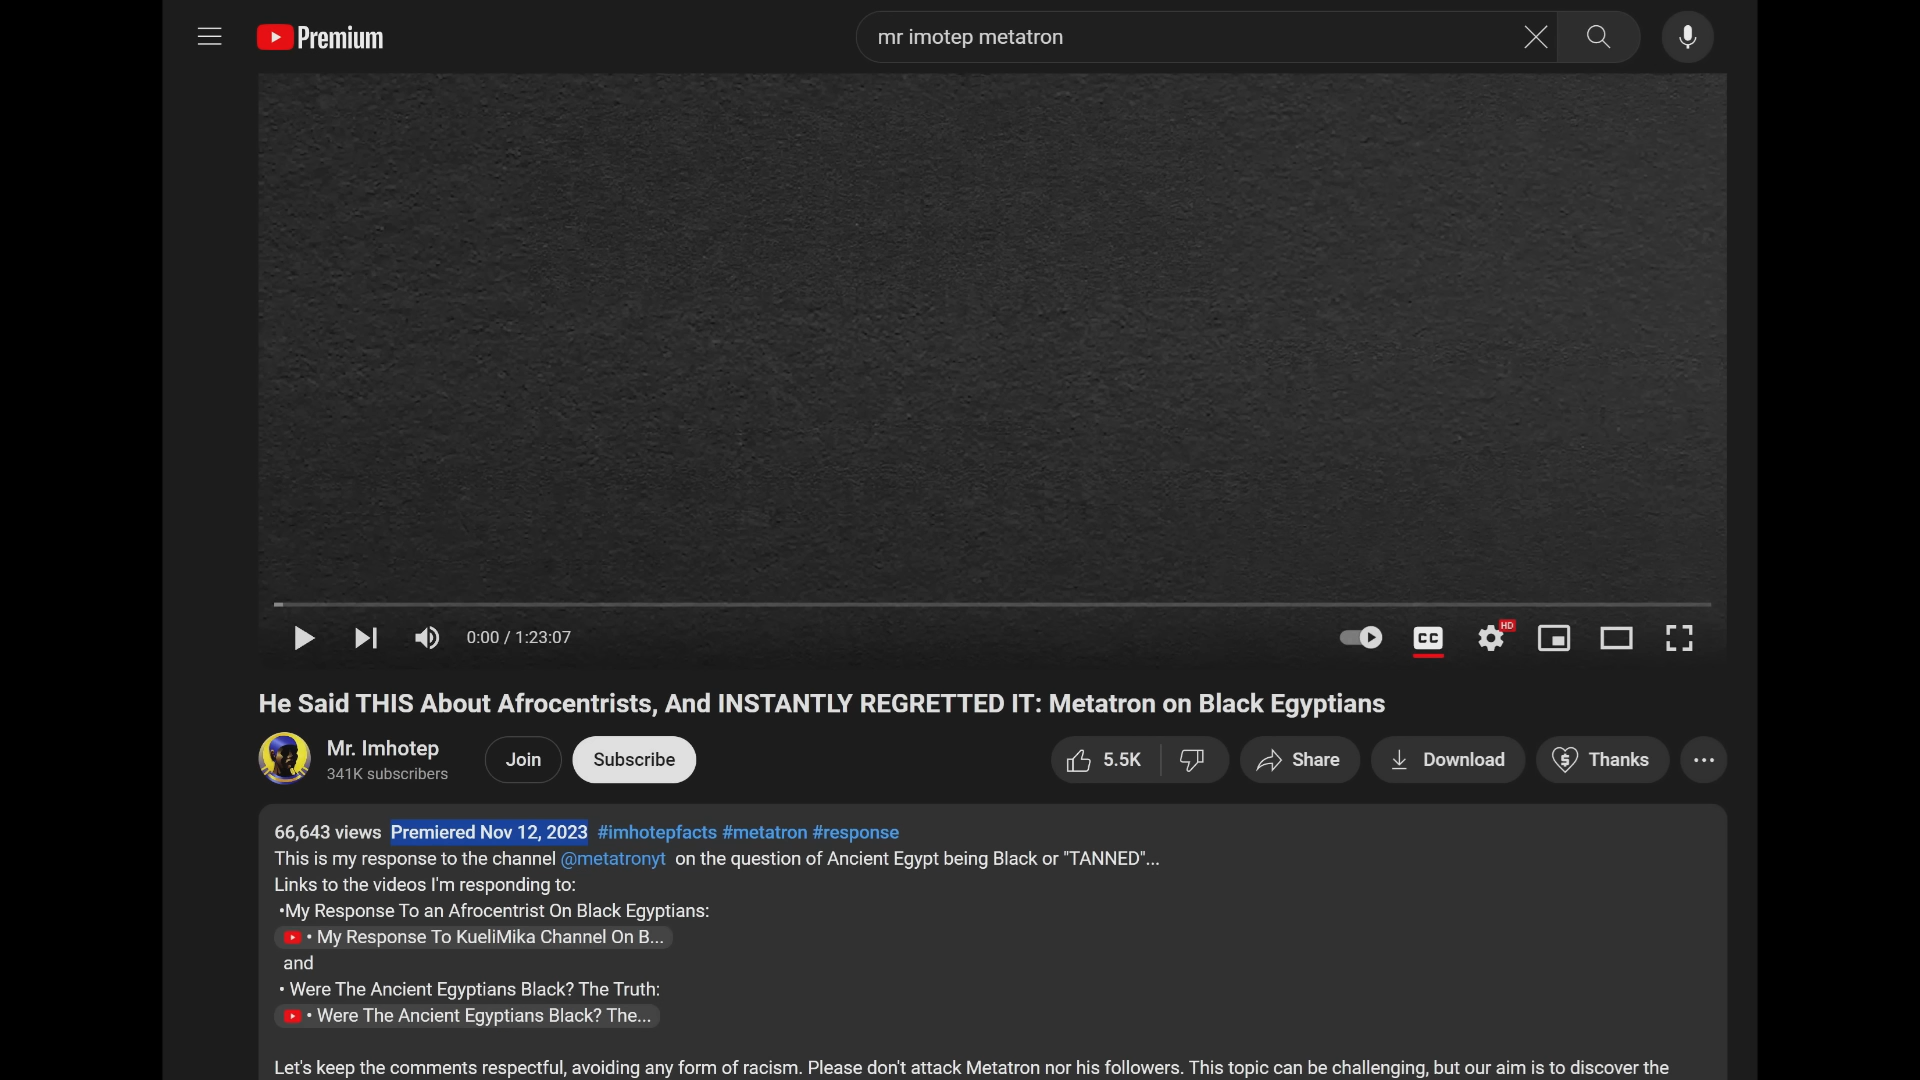 Premium
mr imotep metatron
0:00 / 1:23:07
CC
HD
He Said THIS About Afrocentrists, And INSTANTLY REGRETTED IT: Metatron on Black Egyptians
Mr. Imhotep
341K subscribers
Join
Subscribe
5.5K
Share
Download
Thanks
66,643 views Premiered Nov 12, 2023 #imhotepfacts #metatron #response
This is my response to the channel @metatronyt on the question of Ancient Egypt being Black or "TANNED"...
Links to the videos I'm responding to:
•My Response To an Afrocentrist On Black Egyptians:
• My Response To KueliMika Channel On B...
and
• Were The Ancient Egyptians Black? The Truth:
• Were The Ancient Egyptians Black? The...
Let's keep the comments respectful, avoiding any form of racism. Please don't attack Metatron nor his followers. This topic can be challenging, but our aim is to discover the